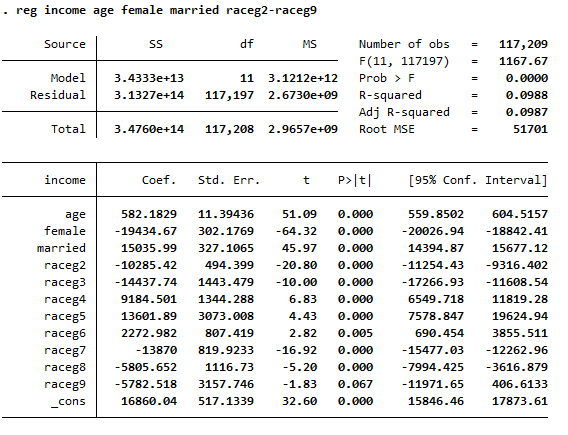 . reg income age female married raceg2-raceg9
Source SS df MS Number of obs = 117,209
F(11, 117197) = 1167.67
Model 3.4333e+13 11 3.1212e+12 Prob > F = 0.0000
Residual 3.1327e+14 117,197 2.6730e+09 R-squared = 0.0988
Adj R-squared = 0.0987
Total 3.4760e+14 117,208 2.9657e+09 Root MSE = 51701
income Coef. Std. Err. t P>|t| [95% Conf. Interval]
age 582.1829 11.39436 51.09 0.000 559.8502 604.5157
female -19434.67 302.1769 -64.32 0.000 -20026.94 -18842.41
married 15035.99 327.1065 45.97 0.000 14394.87 15677.12
raceg2 -10285.42 494.399 -20.80 0.000 -11254.43 -9316.402
raceg3 -14437.74 1443.479 -10.00 0.000 -17266.93 -11608.54
raceg4 9184.501 1344.288 6.83 0.000 6549.718 11819.28
raceg5 13601.89 3073.008 4.43 0.000 7578.847 19624.94
raceg6 2272.982 807.419 2.82 0.005 690.454 3855.511
raceg7 -13870 819.9233 -16.92 0.000 -15477.03 -12262.96
raceg8 -5805.652 1116.73 -5.20 0.000 -7994.425 -3616.879
raceg9 -5782.518 3157.746 -1.83 0.067 -11971.65 406.6133
_cons 16860.04 517.1339 32.60 0.000 15846.46 17873.61